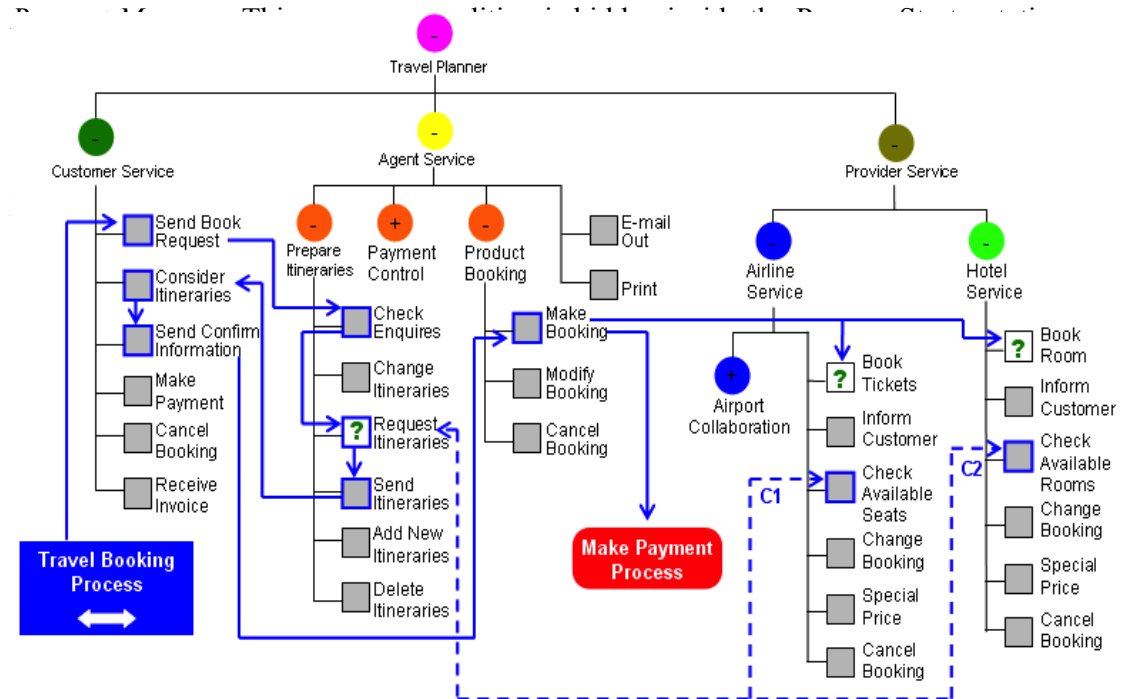 Travel Planner
Customer Service
Agent Service
Provider Service
Send Book
Request
Consider
Itineraries
Send Confirm
Information
Make
Payment
Cancel
Booking
Receive
Invoice
Travel Booking
Process
Prepare
Itineraries
Payment
Control
Product
Booking
E-mail
Out
Print
Check
Enquires
Change
Itineraries
Request
Itineraries
Send
Itineraries
Add New
Itineraries
Delete
Itineraries
Make
Booking
Modify
Booking
Cancel
Booking
Make Payment
Process
Airline
Service
Hotel
Service
Airport
Collaboration
?
Book
Tickets
Inform
Customer
C1
Check
Available
Seats
Change
Booking
Special
Price
Cancel
Booking
?
Book
Room
Inform
Customer
C2
Check
Available
Rooms
Change
Booking
Special
Price
Cancel
Booking
?